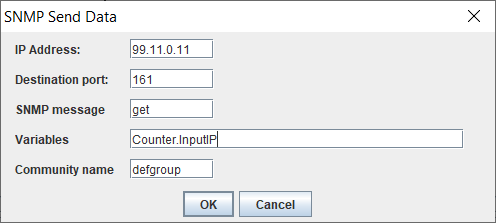 SNMP Send Data
IP Address: 99.11.0.11
Destination port: 161
SNMP message get
Variables Counter.InputIP
Community name defgroup
OK Cancel